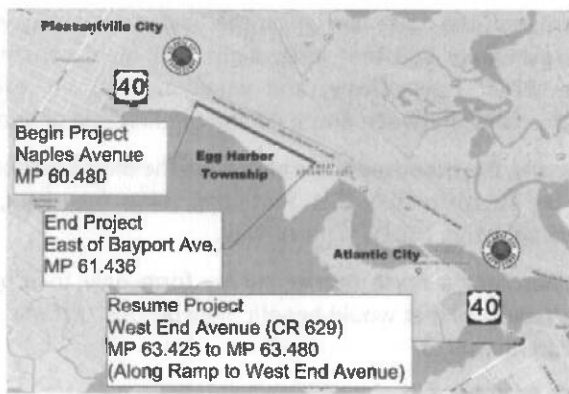 Pleasantville City
40
Begin Project
Naples Avenue
MP 60.480
Egg Harbor
Township
End Project
East of Bayport Ave.
MP 61.436
Atlantic City
40
Resume Project
West End Avenue (CR 629)
MP 63.425 to MP 63.480
(Along Ramp to West End Avenue)